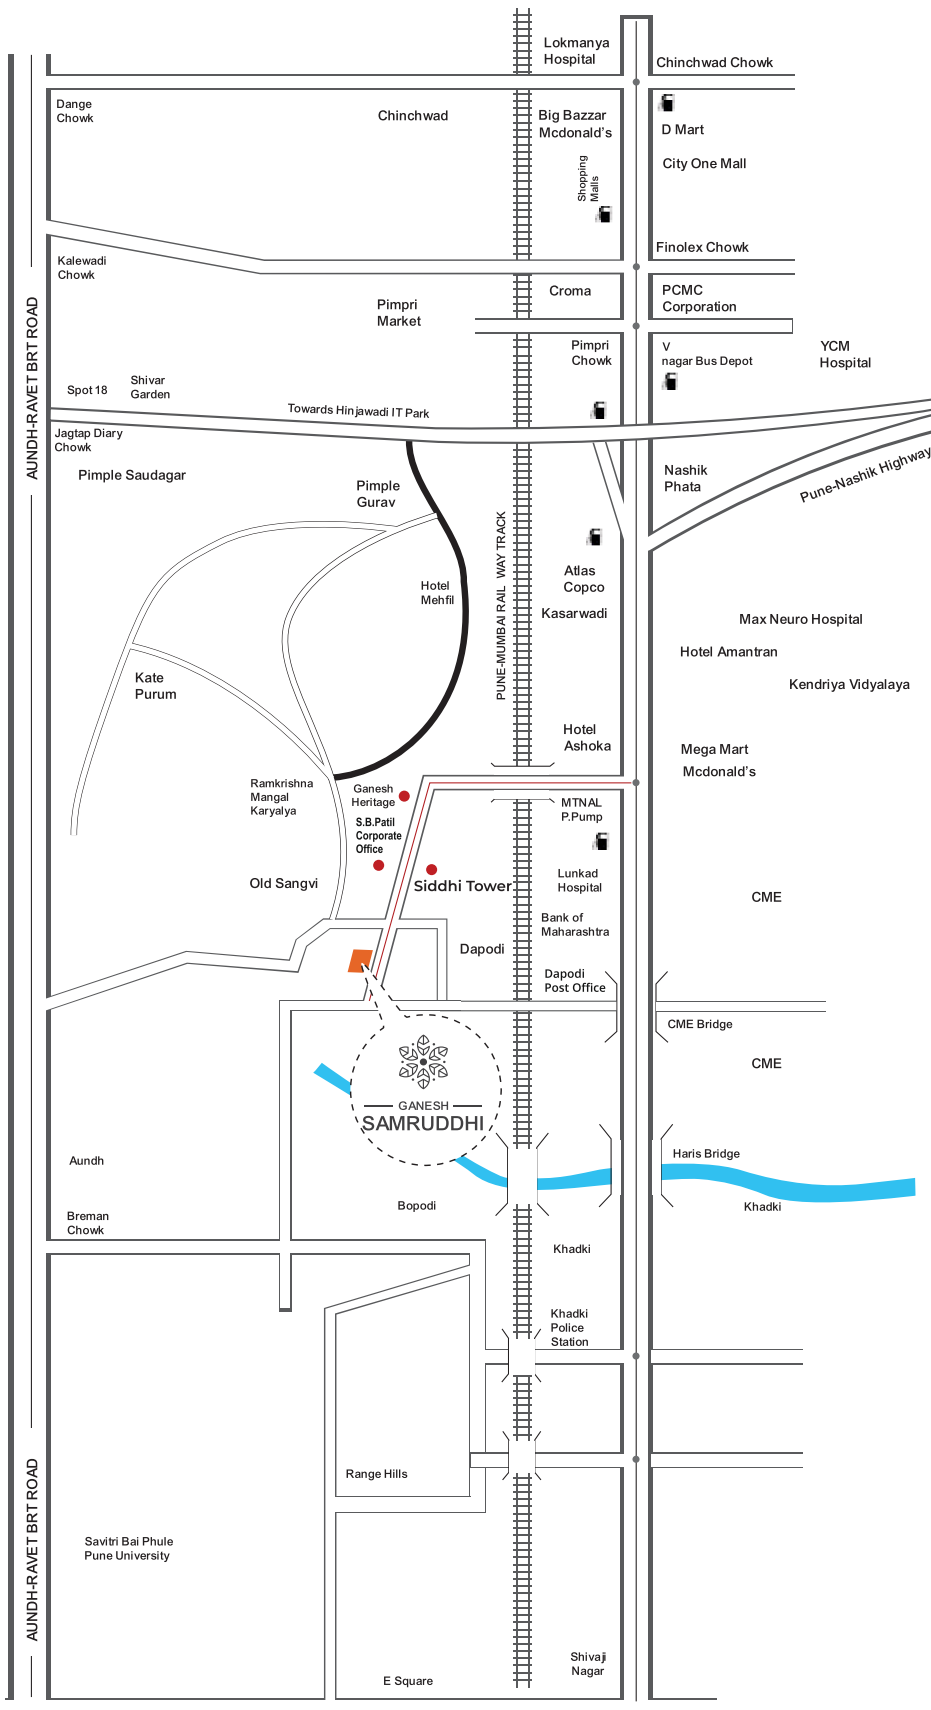 Lokmanya
Hospital
Chinchwad Chowk
Dange
Chowk
Chinchwad
Big Bazzar
Mcdonald's
D Mart
City One Mall
Shopping
Malls
Finolex Chowk
Kalewadi
Chowk
Croma
PCMC
Corporation
Pimpri
Market
Pimpri
Chowk
V
nagar Bus Depot
YCM
Hospital
AUNDH-RAVET BRT ROAD
Spot 18
Shivar
Garden
Towards Hinjawadi IT Park
Jagtap Diary
Chowk
Pimple Saudagar
Pimple
Gurav
Nashik
Phata
Pune-Nashik Highway
PUNE-MUMBAI RAIL WAY TRACK
Atlas
Copco
Hotel
Mehfil
Kasarwadi
Max Neuro Hospital
Hotel Amantran
Kate
Purum
Kendriya Vidyalaya
Hotel
Ashoka
Mega Mart
Mcdonald's
Ramkrishna
Mangal
Karyalya
Ganesh
Heritage
MTNAL
P.Pump
S.B.Patil
Corporate
Office
Old Sangvi
Siddhi Tower
Lunkad
Hospital
CME
Bank of
Maharashtra
Dapodi
Dapodi
Post Office
CME Bridge
CME
GANESH
SAMRUDDHI
Aundh
Haris Bridge
Bopodi
Khadki
Breman
Chowk
Khadki
Khadki
Police
Station
Range Hills
AUNDH-RAVET BRT ROAD
Savitri Bai Phule
Pune University
Shivaji
Nagar
E Square